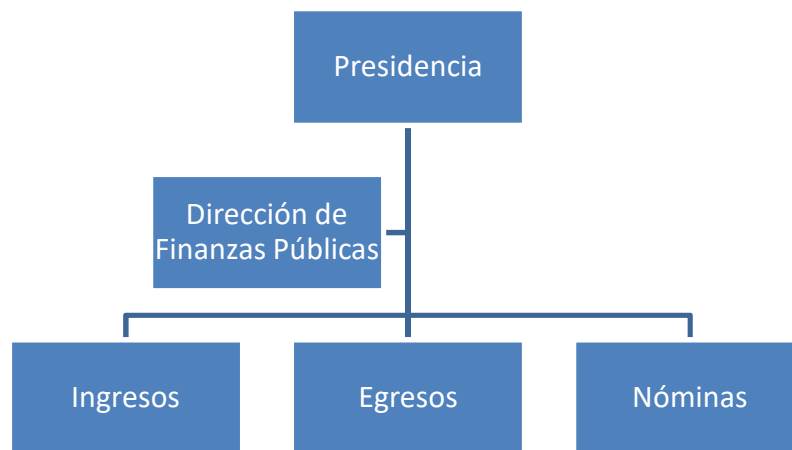 Presidencia
Dirección de
Finanzas Públicas
Ingresos
Egresos
Nóminas